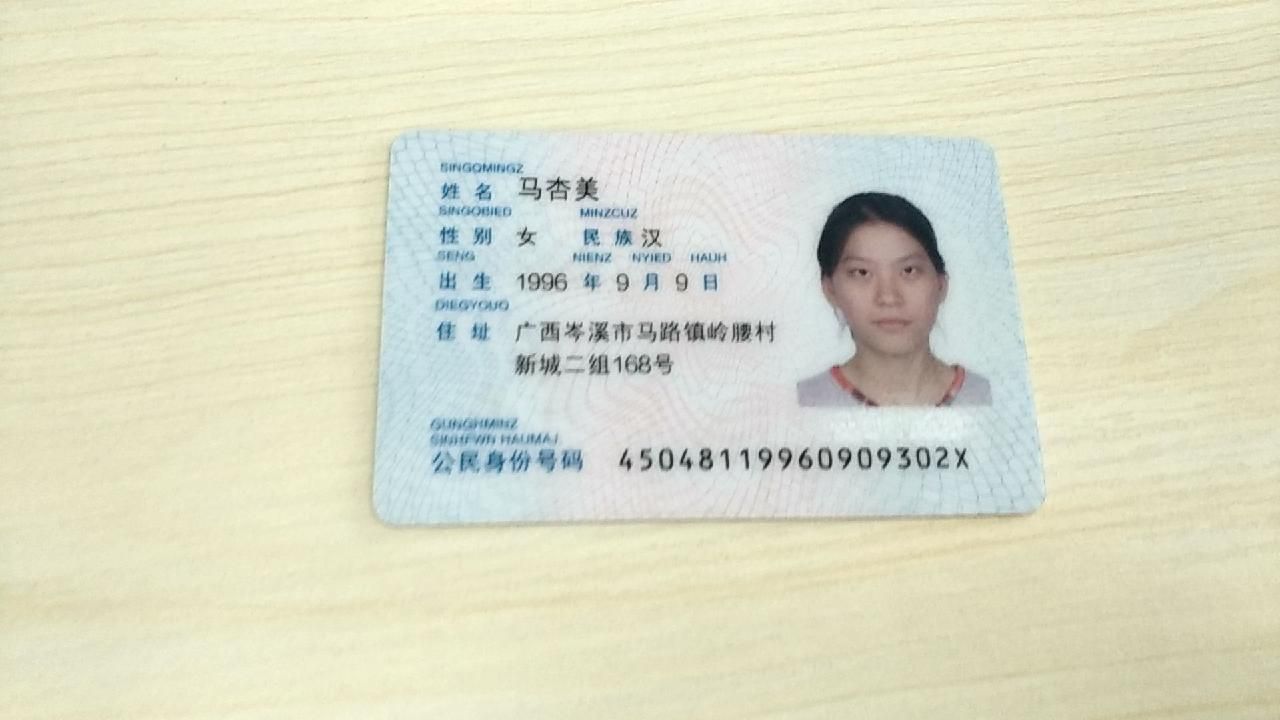 SINGQMINGZ
姓 名 马杏美
SINGQBIED MINZCUZ
性 别 女 民 族 汉
SENG NIENZ NYIED HAUH
出 生 1996 年 9 月 9 日
DIEGYOUQ
住 址 广西岑溪市马路镇岭腰村
新城二组168号
GUNGHMINZ
SINHFWN HAUMAJ
公民身份号码 45048119960909302X